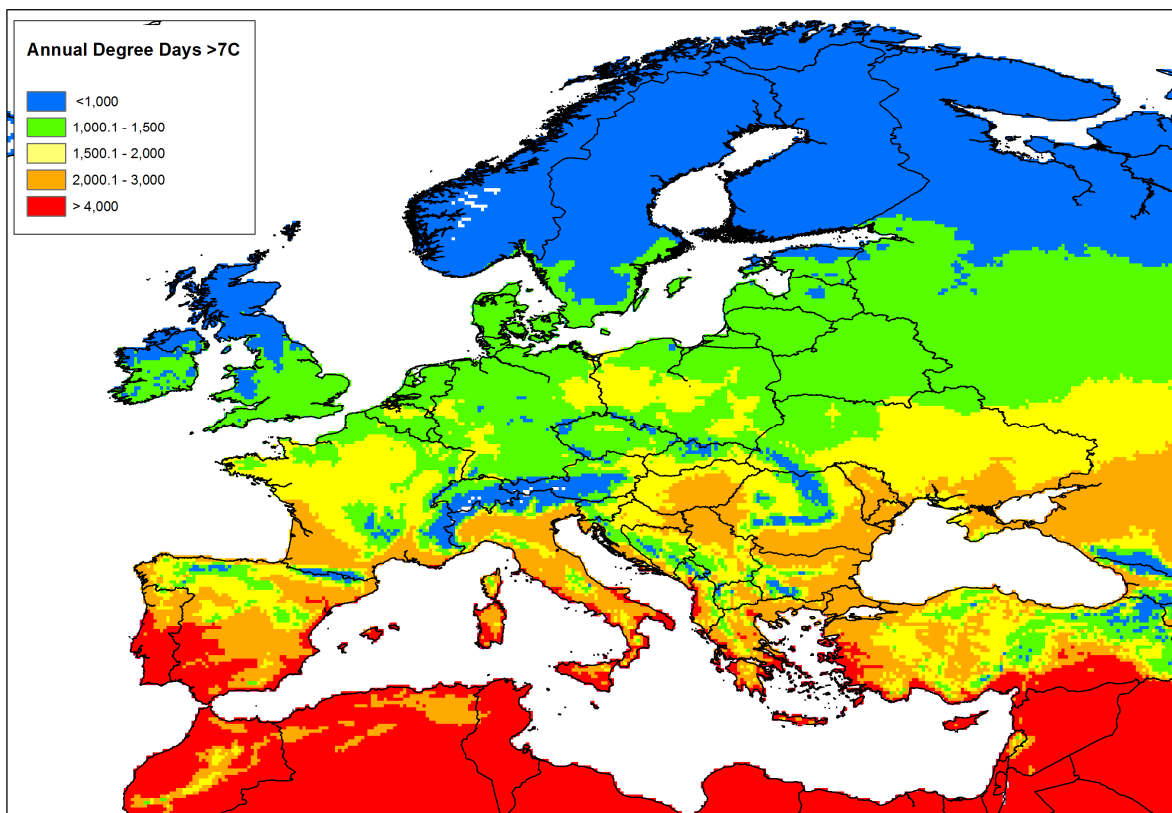 Annual Degree Days >7C
<1,000
1,000.1 - 1,500
1,500.1 - 2,000
2,000.1 - 3,000
> 4,000